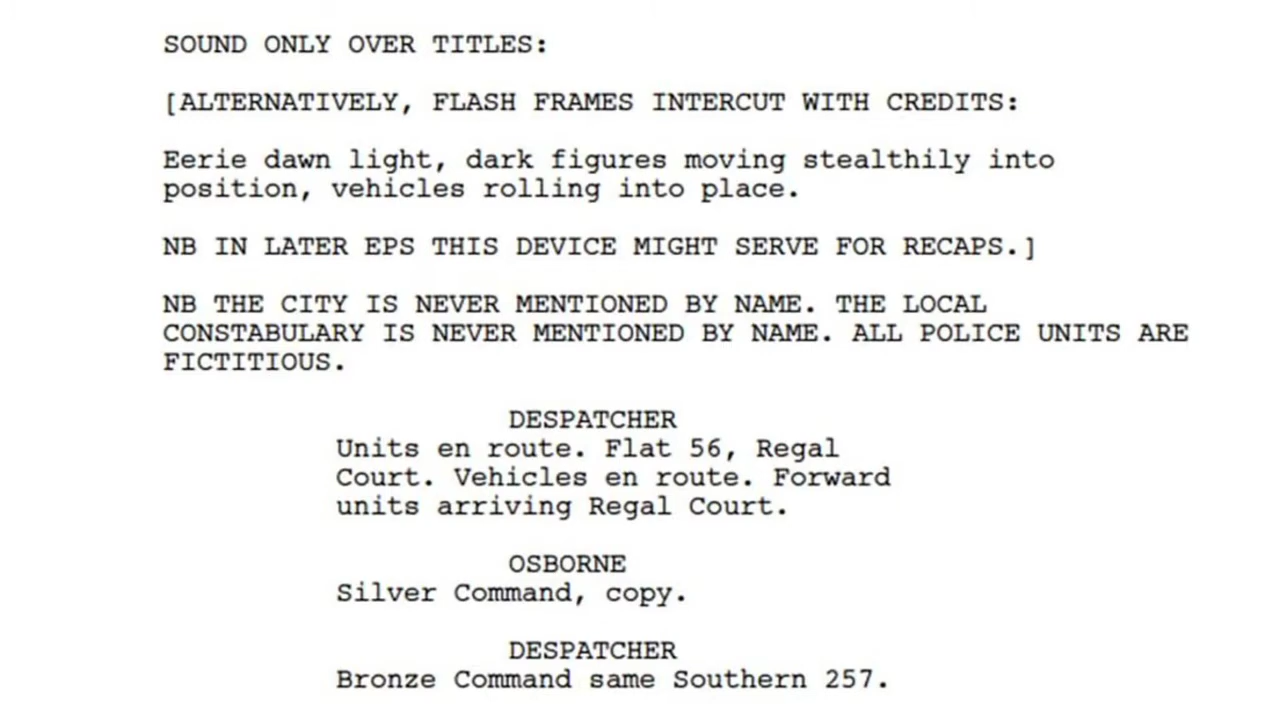 SOUND ONLY OVER TITLES:
[ALTERNATIVELY, FLASH FRAMES INTERCUT WITH CREDITS:
Eerie dawn light, dark figures moving stealthily into
position, vehicles rolling into place.
NB IN LATER EPS THIS DEVICE MIGHT SERVE FOR RECAPS.]
NB THE CITY IS NEVER MENTIONED BY NAME. THE LOCAL
CONSTABULARY IS NEVER MENTIONED BY NAME. ALL POLICE UNITS ARE
FICTITIOUS.
DESPATCHER
Units en route. Flat 56, Regal
Court. Vehicles en route. Forward
units arriving Regal Court.
OSBORNE
Silver Command, copy.
DESPATCHER
Bronze Command same Southern 257.